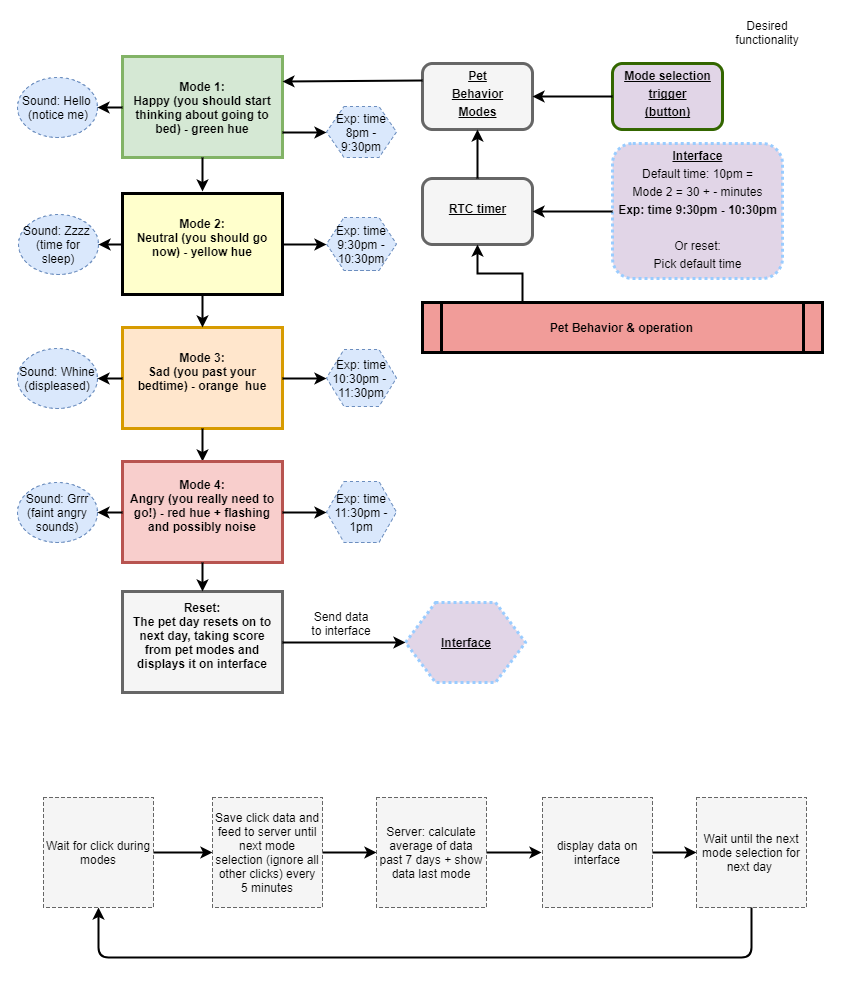 Desired
functionality
Mode 1:
Happy (you should start
thinking about going to
bed) - green hue
Sound: Hello
(notice me)
Exp: time
8pm -
9:30pm
Pet
Behavior
Modes
Mode selection
trigger
(button)
Interface
Default time: 10pm =
Mode 2 = 30 + - minutes
Exp: time 9:30pm - 10:30pm
Or reset:
Pick default time
RTC timer
Pet Behavior & operation
Mode 2:
Neutral (you should go
now) - yellow hue
Sound: Zzzz
(time for
sleep)
Exp: time
9:30pm -
10:30pm
Mode 3:
Sad (you past your
bedtime) - orange hue
Sound: Whine
(displeased)
Exp: time
10:30pm -
11:30pm
Mode 4:
Angry (you really need to
go!) - red hue + flashing
and possibly noise
Sound: Grrr
(faint angry
sounds)
Exp: time
11:30pm -
1pm
Reset:
The pet day resets on to
next day, taking score
from pet modes and
displays it on interface
Send data
to interface
Interface
Wait for click during
modes
Save click data and
feed to server until
next mode
selection (ignore all
other clicks) every
5 minutes
Server: calculate
average of data
past 7 days + show
data last mode
display data on
interface
Wait until the next
mode selection for
next day